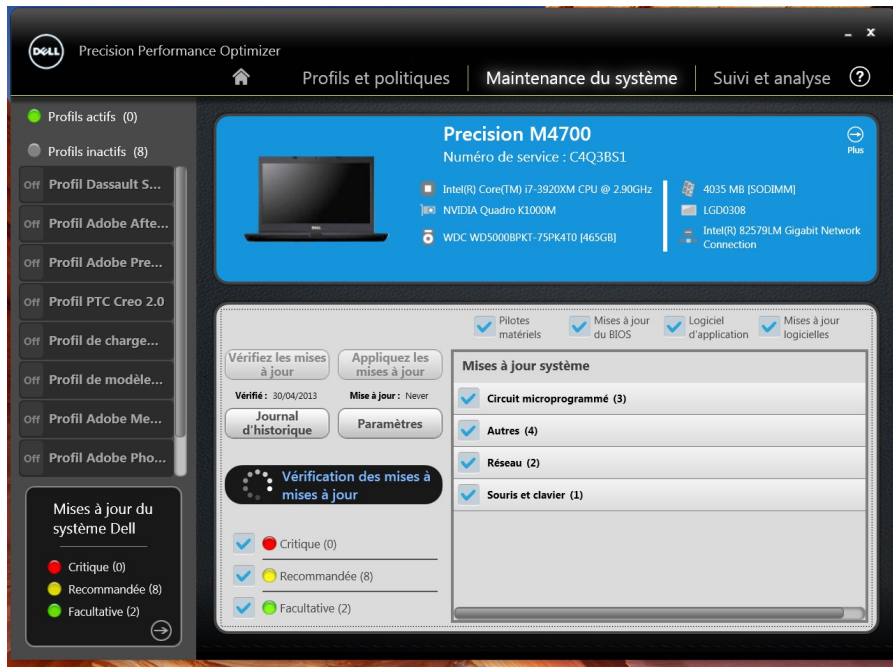 DELL
Precision Performance Optimizer
Profils et politiques
Maintenance du système
Suivi et analyse
?
Profils actifs (0)
Profils inactifs (8)
Off Profil Dassault S...
Off Profil Adobe Afte...
Off Profil Adobe Pre...
Off Profil PTC Creo 2.0
Off Profil de charge...
Off Profil de modèle...
Off Profil Adobe Me...
Off Profil Adobe Pho...
Mises à jour du
système Dell
Critique (0)
Recommandée (8)
Facultative (2)
Precision M4700
Numéro de service : C4Q3BS1
Plus
Intel(R) Core(TM) i7-3920XM CPU @ 2.90GHz
NVIDIA Quadro K1000M
WDC WD5000BPKT-75PK4T0 [465GB]
4035 MB [SODIMM]
LGD0308
Intel(R) 82579LM Gigabit Network
Connection
Pilotes
matériels
Mises à jour
du BIOS
Logiciel
d'application
Mises à jour
logicielles
Vérifiez les mises
à jour
Appliquez les
mises à jour
Vérifié : 30/04/2013
Mise à jour : Never
Journal
d'historique
Paramètres
Vérification des mises à
mises à jour
Critique (0)
Recommandée (8)
Facultative (2)
Mises à jour système
Circuit microprogrammé (3)
Autres (4)
Réseau (2)
Souris et clavier (1)